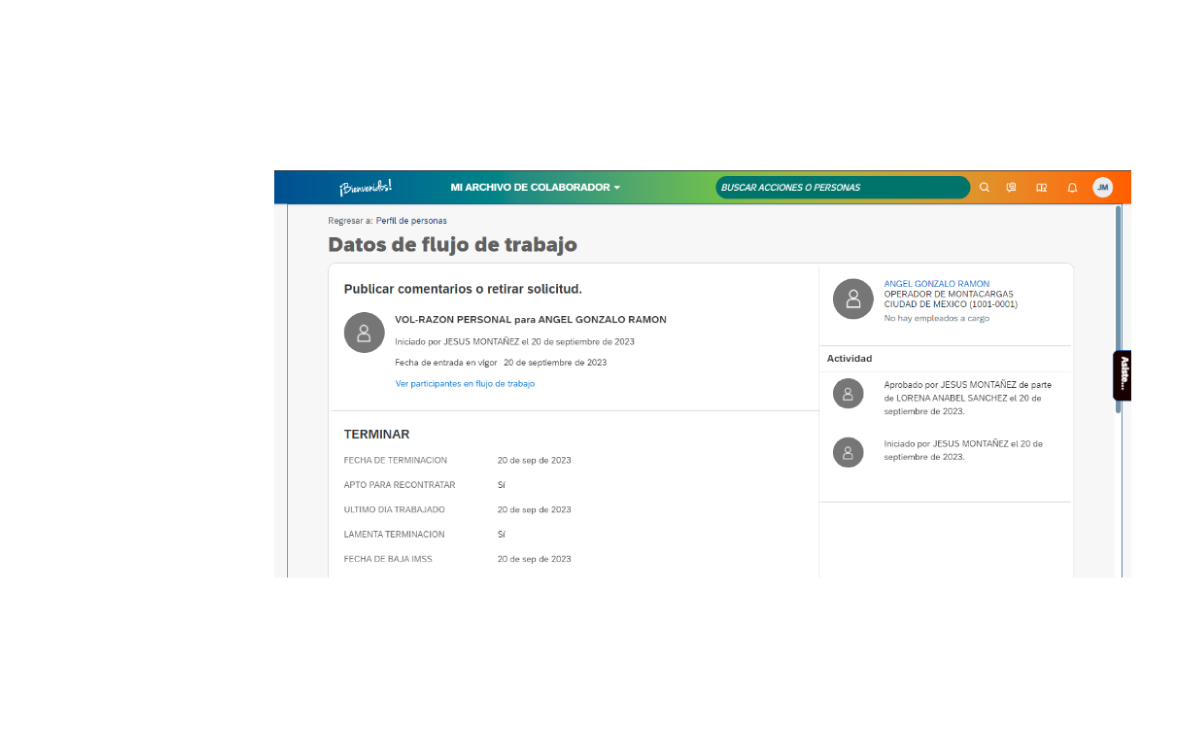 ¡Bienvenidos!
MI ARCHIVO DE COLABORADOR
BUSCAR ACCIONES O PERSONAS
JM
Regresar a: Perfil de personas
Datos de flujo de trabajo
Publicar comentarios o retirar solicitud.
VOL-RAZON PERSONAL para ANGEL GONZALO RAMON
Iniciado por JESUS MONTAÑEZ el 20 de septiembre de 2023
Fecha de entrada en vigor 20 de septiembre de 2023
Ver participantes en flujo de trabajo
TERMINAR
FECHA DE TERMINACION 20 de sep de 2023
APTO PARA RECONTRATAR Sí
ULTIMO DIA TRABAJADO 20 de sep de 2023
LAMENTA TERMINACION Sí
FECHA DE BAJA IMSS 20 de sep de 2023
ANGEL GONZALO RAMON
OPERADOR DE MONTACARGAS
CIUDAD DE MEXICO (1001-0001)
No hay empleados a cargo
Actividad
Aprobado por JESUS MONTAÑEZ de parte
de LORENA ANABEL SANCHEZ el 20 de
septiembre de 2023.
Iniciado por JESUS MONTAÑEZ el 20 de
septiembre de 2023.
Asiste...